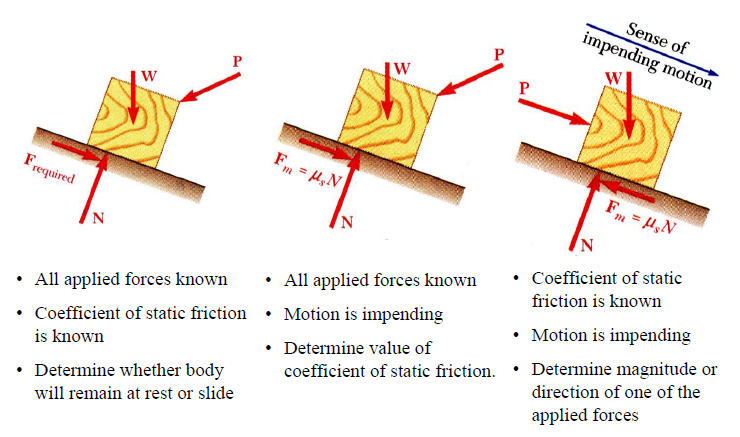 W
P
F required
N
W
P
Fm = μsN
N
Sense of
impending motion
W
P
Fm = μsN
N
• All applied forces known
• Coefficient of static friction
is known
• Determine whether body
will remain at rest or slide
• All applied forces known
• Motion is impending
• Determine value of
coefficient of static friction.
• Coefficient of static
friction is known
• Motion is impending
• Determine magnitude or
direction of one of the
applied forces